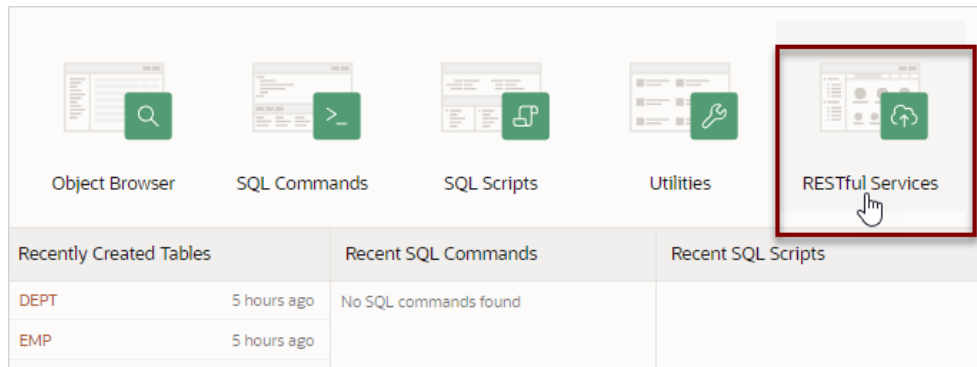 Object Browser
SQL Commands
SQL Scripts
Utilities
RESTful Services
Recently Created Tables
Recent SQL Commands
Recent SQL Scripts
DEPT 5 hours ago
No SQL commands found
EMP 5 hours ago